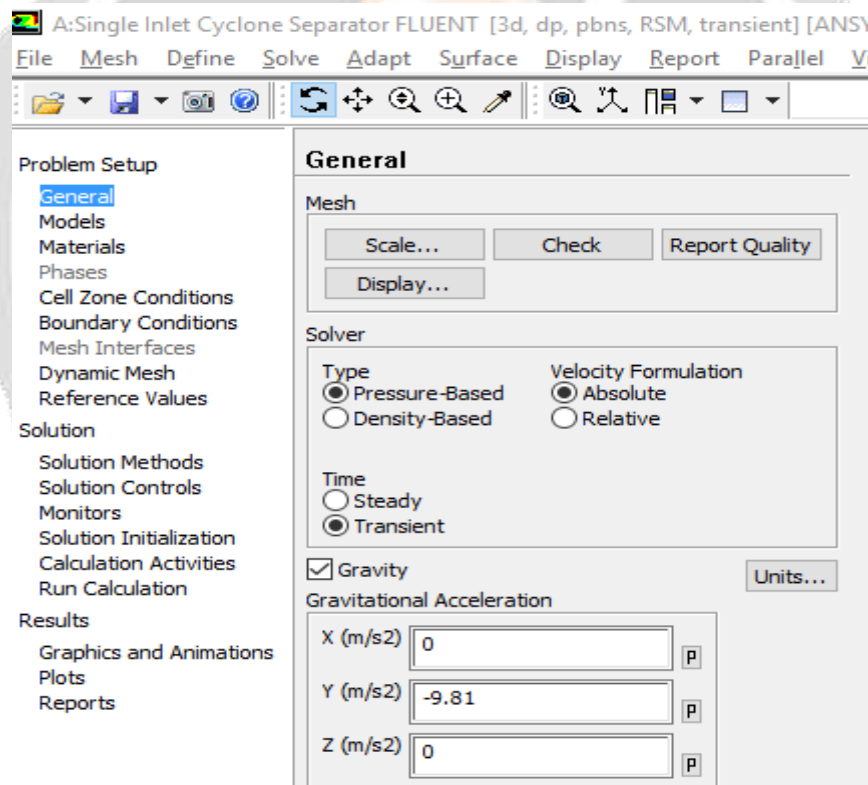 A:Single Inlet Cyclone Separator FLUENT [3d, dp, pbns, RSM, transient] [ANSY
File Mesh Define Solve Adapt Surface Display Report Parallel Vi
Problem Setup
General
Models
Materials
Phases
Cell Zone Conditions
Boundary Conditions
Mesh Interfaces
Dynamic Mesh
Reference Values
Solution
Solution Methods
Solution Controls
Monitors
Solution Initialization
Calculation Activities
Run Calculation
Results
Graphics and Animations
Plots
Reports
General
Mesh
Scale... Check Report Quality
Display...
Solver
Type Velocity Formulation
Pressure-Based Absolute
Density-Based Relative
Time
Steady
Transient
Gravity Units...
Gravitational Acceleration
X (m/s2) 0 P
Y (m/s2) -9.81 P
Z (m/s2) 0 P